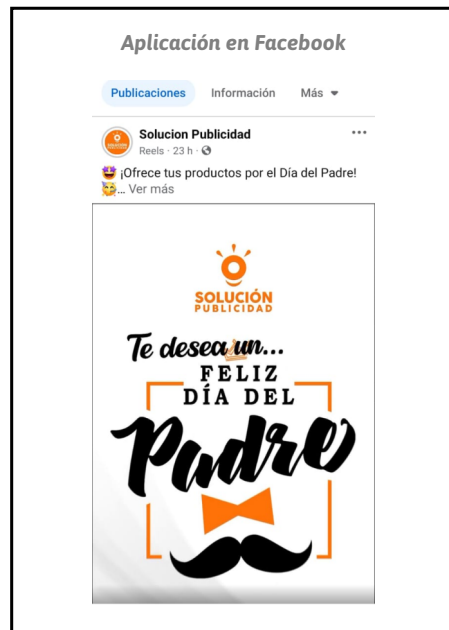 Aplicación en Facebook
Publicaciones Información Más
Solucion Publicidad
Reels · 23 h ·
¡Ofrece tus productos por el Día del Padre!
... Ver más
SOLUCIÓN
PUBLICIDAD
Te desea un...
FELIZ
DÍA DEL
Padre